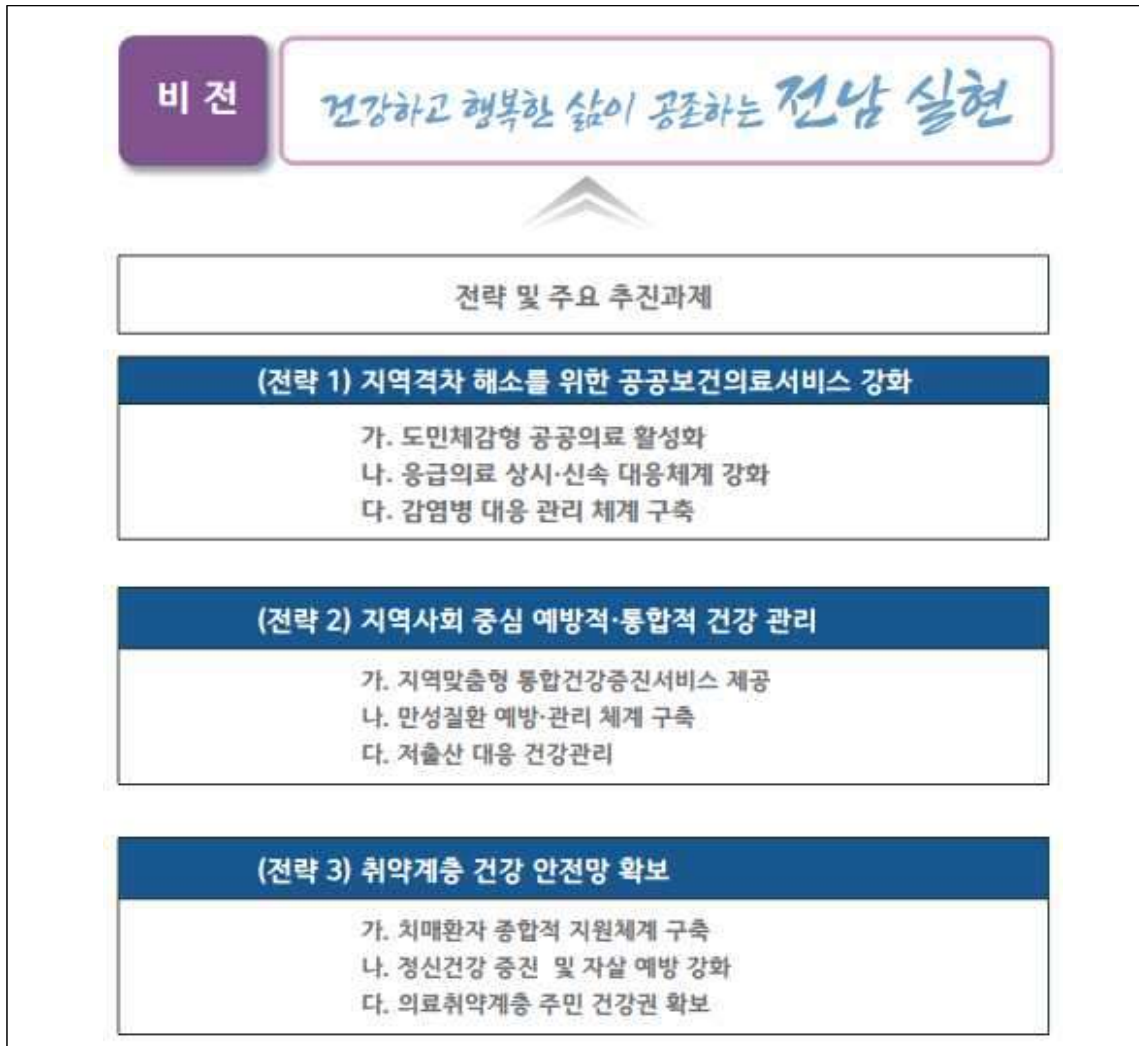 비 전
건강하고 행복한 삶이 공존하는 전남 실현
전략 및 주요 추진과제
(전략 1) 지역격차 해소를 위한 공공보건의료서비스 강화
가. 도민체감형 공공의료 활성화
나. 응급의료 상시·신속 대응체계 강화
다. 감염병 대응 관리 체계 구축
(전략 2) 지역사회 중심 예방적·통합적 건강 관리
가. 지역맞춤형 통합건강증진서비스 제공
나. 만성질환 예방·관리 체계 구축
다. 저출산 대응 건강관리
(전략 3) 취약계층 건강 안전망 확보
가. 치매환자 종합적 지원체계 구축
나. 정신건강 증진 및 자살 예방 강화
다. 의료취약계층 주민 건강권 확보